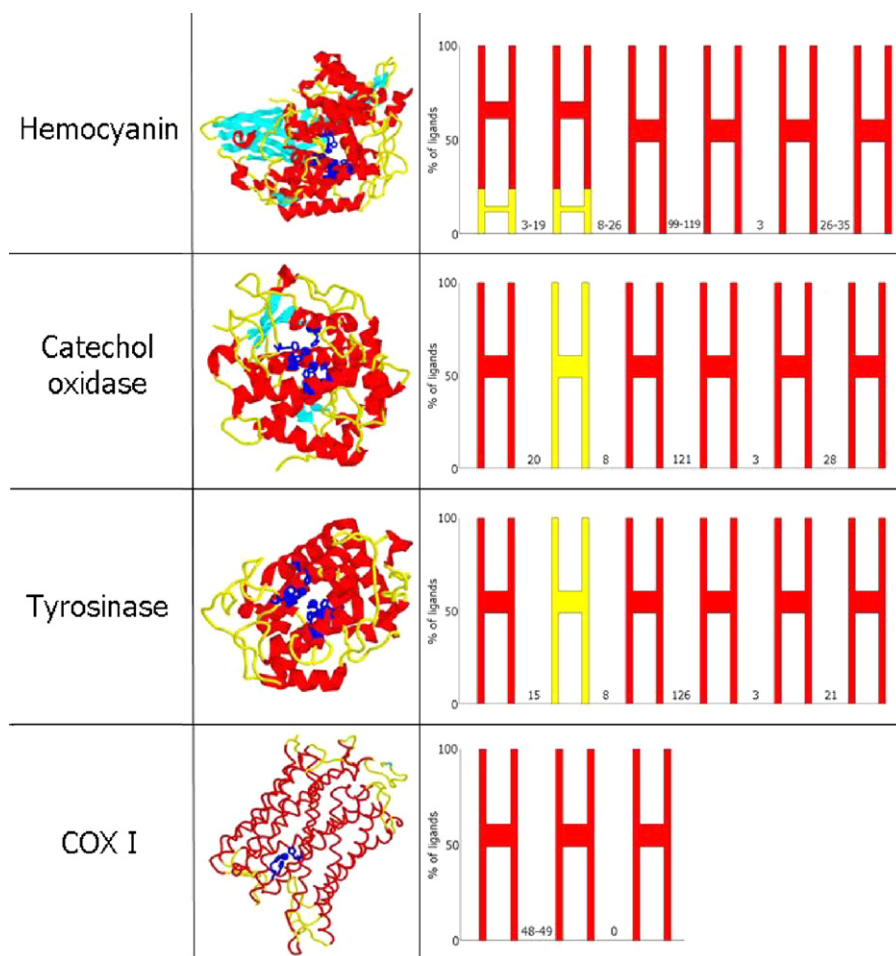 Hemocyanin
% of ligands
100
50
0
H H H H H H
H H
3-19 8-26 99-119 3 26-35
Catechol
oxidase
% of ligands
100
50
0
H H H H H H
20 8 121 3 28
Tyrosinase
% of ligands
100
50
0
H H H H H H
15 8 126 3 21
COX I
% of ligands
100
50
0
H H H
48-49 0